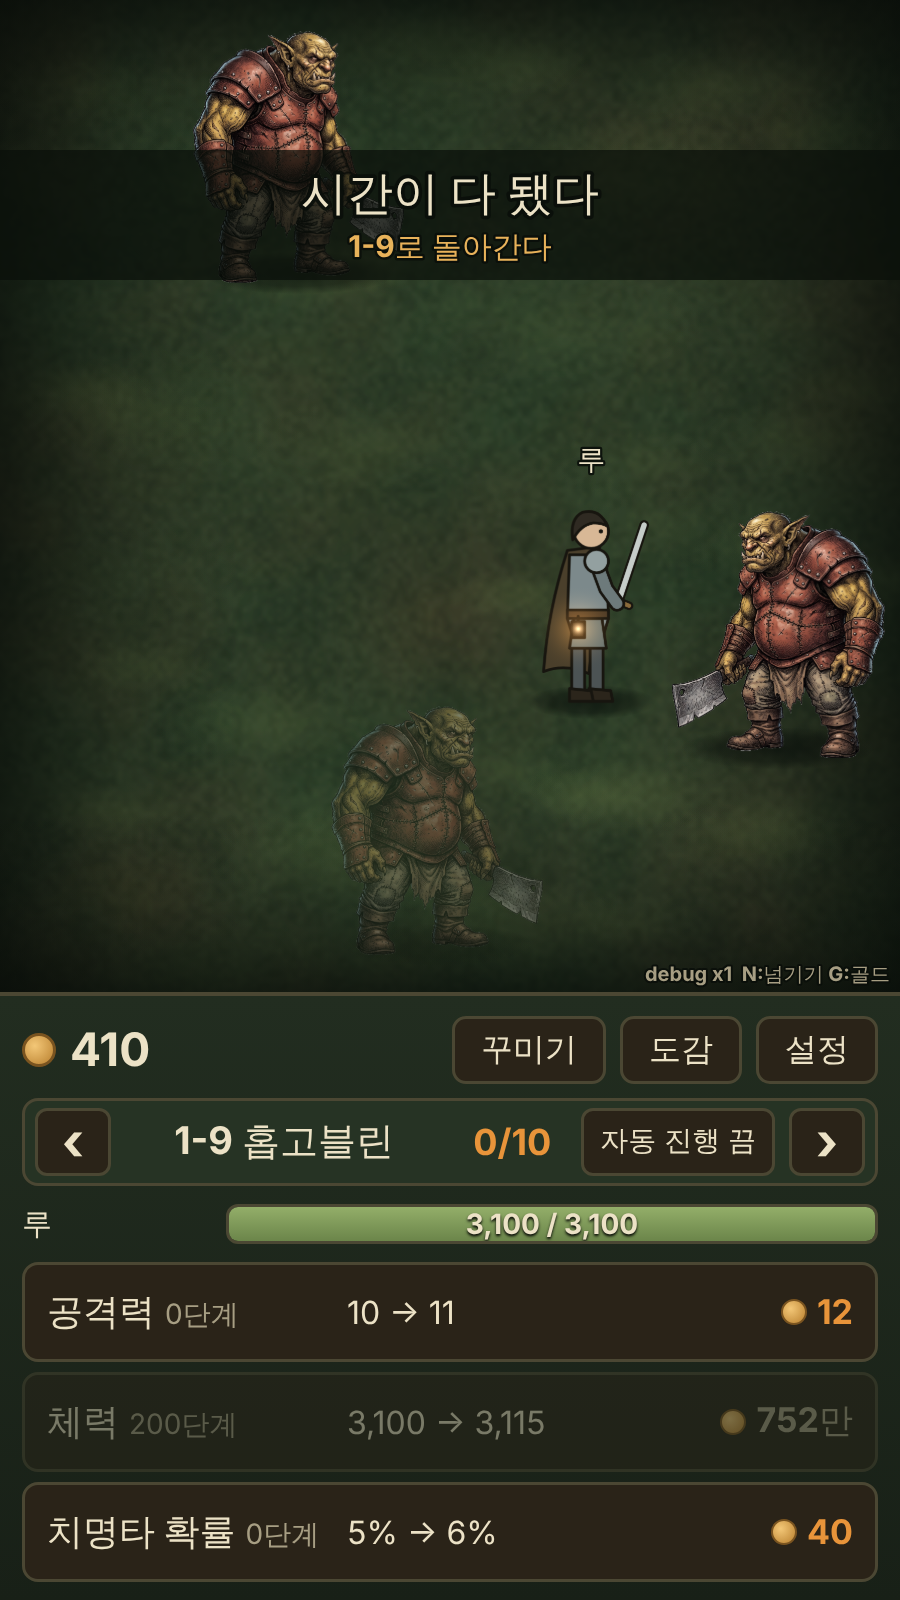 시간이 다 됐다
1-9로 돌아간다
루
debug x1 N:넘기기 G:골드
410 꾸미기 도감 설정
‹ 1-9 홉고블린 0/10 자동 진행 끔 ›
루 3,100 / 3,100
공격력 0단계 10 → 11 12
체력 200단계 3,100 → 3,115 752만
치명타 확률 0단계 5% → 6% 40